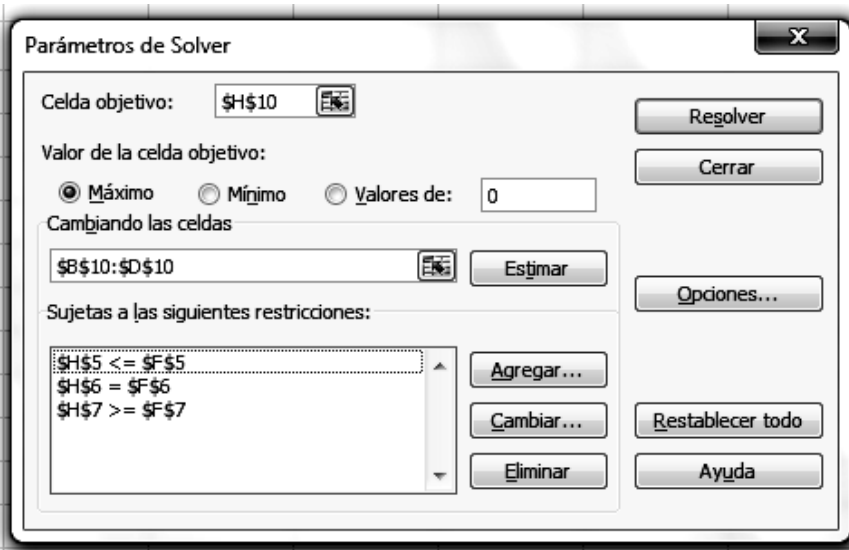 Parámetros de Solver
X
Celda objetivo: $H$10
Resolver
Valor de la celda objetivo:
Cerrar
Máximo Mínimo Valores de: 0
Cambiando las celdas
$B$10:$D$10 Estimar
Opciones...
Sujetas a las siguientes restricciones:
$H$5 <= $F$5
$H$6 = $F$6
$H$7 >= $F$7
Agregar...
Cambiar...
Restablecer todo
Eliminar
Ayuda